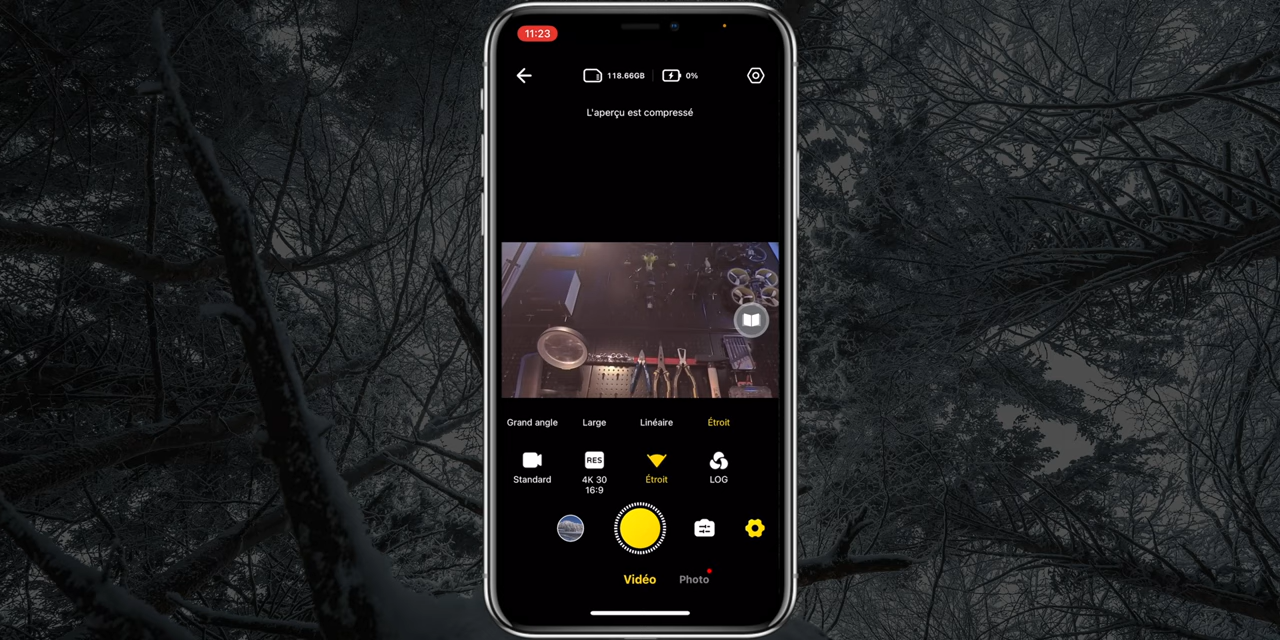 11:23
118.66GB
0%
L'aperçu est compressé
Grand angle
Large
Linéaire
Étroit
RES
Standard
4K 30
16:9
Étroit
LOG
Vidéo
Photo